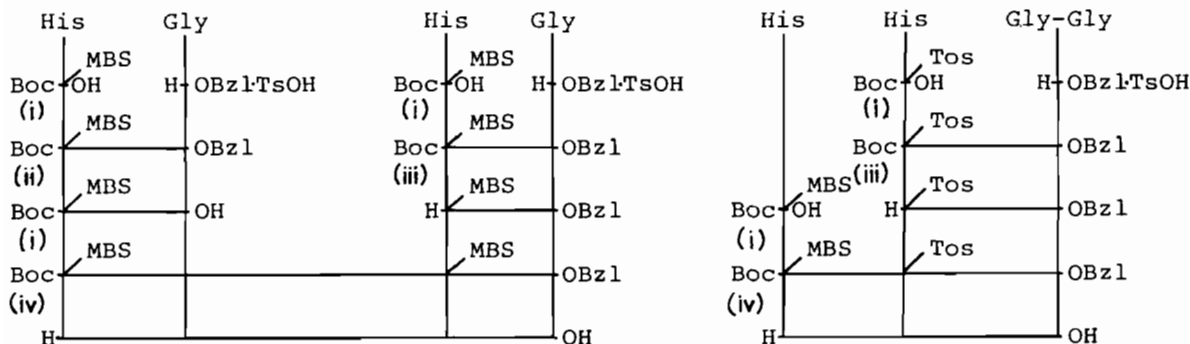 His Gly His Gly His His Gly-Gly
MBS MBS Tos
Boc OH H OBzl·TsOH Boc OH H OBzl·TsOH Boc OH H OBzl·TsOH
(i) (i) (i)
MBS MBS Tos
Boc OBzl Boc OBzl Boc OBzl
(ii) (iii) (iii)
MBS MBS MBS Tos
Boc OH H OBzl Boc OH H OBzl
(i) (i)
MBS MBS MBS Tos
Boc OBzl Boc OBzl
(iv) (iv)
H OH H OH